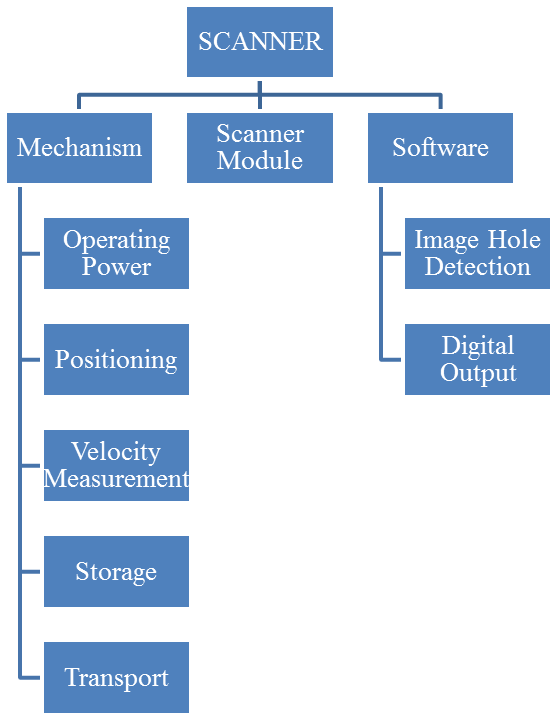 SCANNER
Mechanism
Scanner
Module
Software
Operating
Power
Positioning
Velocity
Measurement
Storage
Transport
Image Hole
Detection
Digital
Output